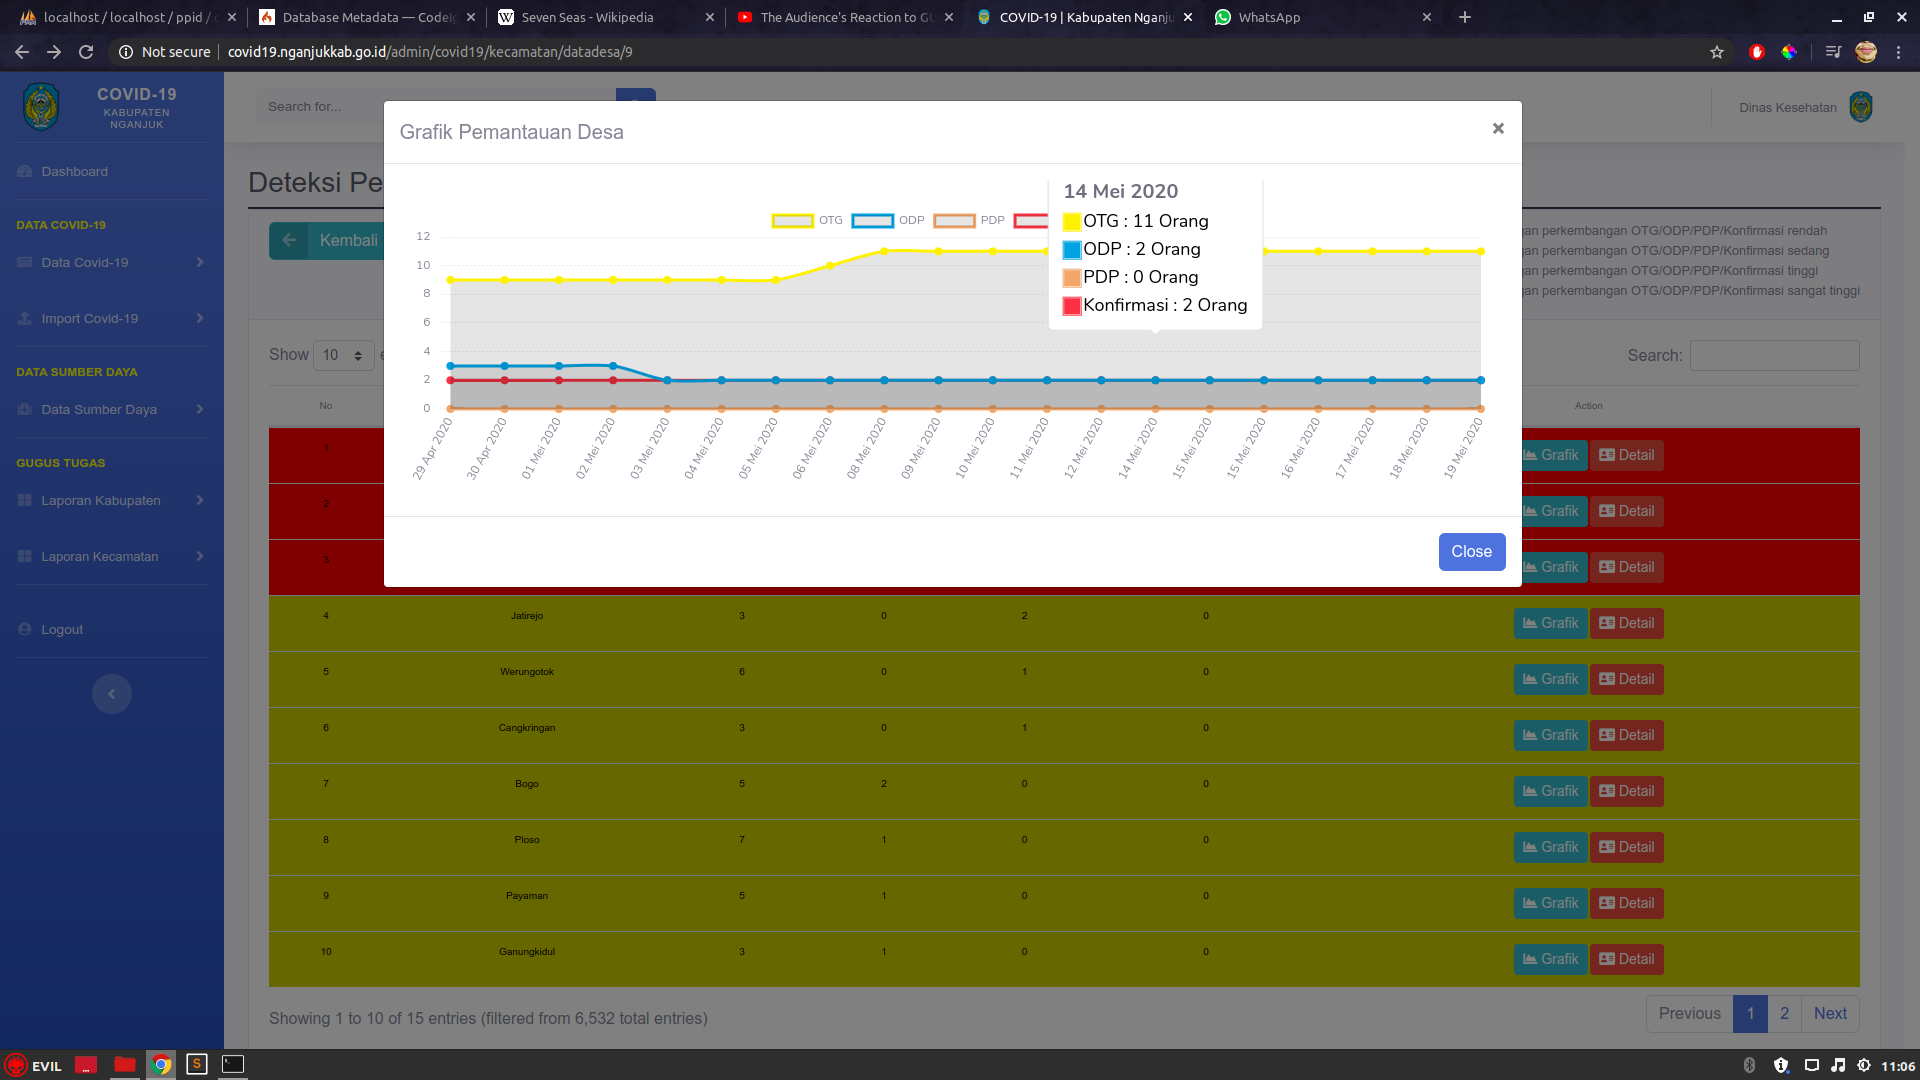 localhost / localhost / ppid /
Database Metadata — CodeIg
Seven Seas - Wikipedia
The Audience's Reaction to GU
COVID-19 | Kabupaten Nganju
WhatsApp
Not secure
covid19.nganjukkab.go.id/admin/covid19/kecamatan/datadesa/9
COVID-19
KABUPATEN
NGANJUK
Dashboard
DATA COVID-19
Data Covid-19
Import Covid-19
DATA SUMBER DAYA
Data Sumber Daya
GUGUS TUGAS
Laporan Kabupaten
Laporan Kecamatan
Logout
Search for...
Dinas Kesehatan
Deteksi Pe
Kembali
an perkembangan OTG/ODP/PDP/Konfirmasi rendah
an perkembangan OTG/ODP/PDP/Konfirmasi sedang
an perkembangan OTG/ODP/PDP/Konfirmasi tinggi
an perkembangan OTG/ODP/PDP/Konfirmasi sangat tinggi
Show 10 e
Search:
Grafik Pemantauan Desa
×
OTG ODP PDP
14 Mei 2020
OTG : 11 Orang
ODP : 2 Orang
PDP : 0 Orang
Konfirmasi : 2 Orang
12
10
8
6
4
2
0
29 Apr 2020
30 Apr 2020
01 Mei 2020
02 Mei 2020
03 Mei 2020
04 Mei 2020
05 Mei 2020
06 Mei 2020
08 Mei 2020
09 Mei 2020
10 Mei 2020
11 Mei 2020
12 Mei 2020
14 Mei 2020
15 Mei 2020
15 Mei 2020
16 Mei 2020
17 Mei 2020
18 Mei 2020
19 Mei 2020
Close
No Action
1 Grafik Detail
2 Grafik Detail
3 Grafik Detail
4 Jatirejo 3 0 2 0 Grafik Detail
5 Werungotok 6 0 1 0 Grafik Detail
6 Cangkringan 3 0 1 0 Grafik Detail
7 Bogo 5 2 0 0 Grafik Detail
8 Ploso 7 1 0 0 Grafik Detail
9 Payaman 5 1 0 0 Grafik Detail
10 Ganungkidul 3 1 0 0 Grafik Detail
Showing 1 to 10 of 15 entries (filtered from 6,532 total entries)
Previous 1 2 Next
EVIL
11:06